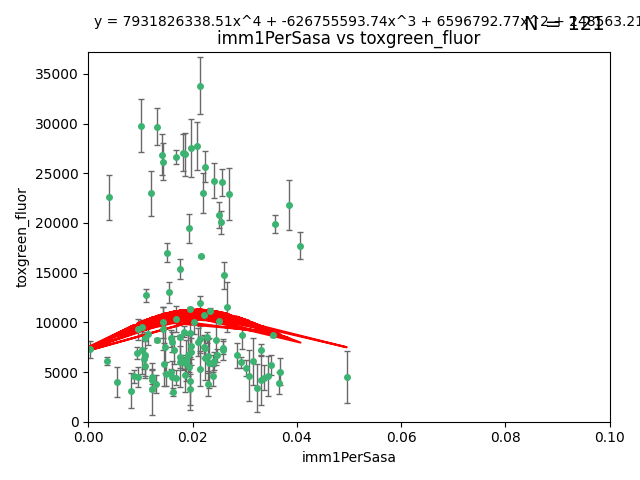 y = 7931826338.51x^4 + -626755593.74x^3 + 6596792.77x^2 +
N = 121
imm1PerSasa vs toxgreen_fluor
35000
30000
25000
20000
15000
10000
5000
0
toxgreen_fluor
0.00 0.02 0.04 0.06 0.08 0.10
imm1PerSasa